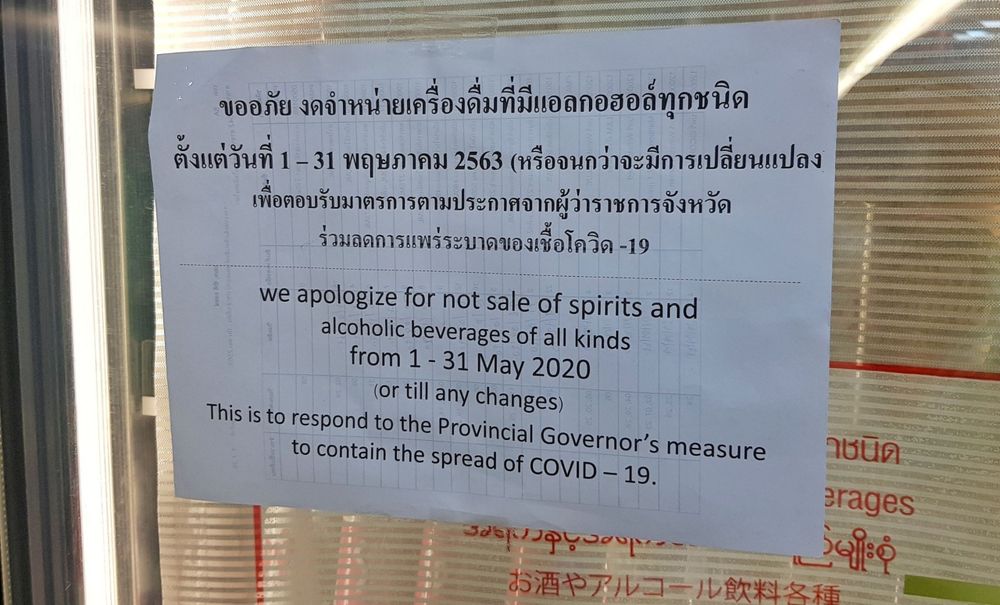 ขออภัย งดจำหน่ายเครื่องดื่มที่มีแอลกอฮอล์ทุกชนิด
ตั้งแต่วันที่ 1 – 31 พฤษภาคม 2563 (หรือจนกว่าจะมีการเปลี่ยนแปลง
เพื่อตอบรับมาตรการตามประกาศจากผู้ว่าราชการจังหวัด
ร่วมลดการแพร่ระบาดของเชื้อโควิด -19
we apologize for not sale of spirits and
alcoholic beverages of all kinds
from 1 - 31 May 2020
(or till any changes)
This is to respond to the Provincial Governor's measure
to contain the spread of COVID – 19.
าชนิด
erages
お酒やアルコール飲料各種